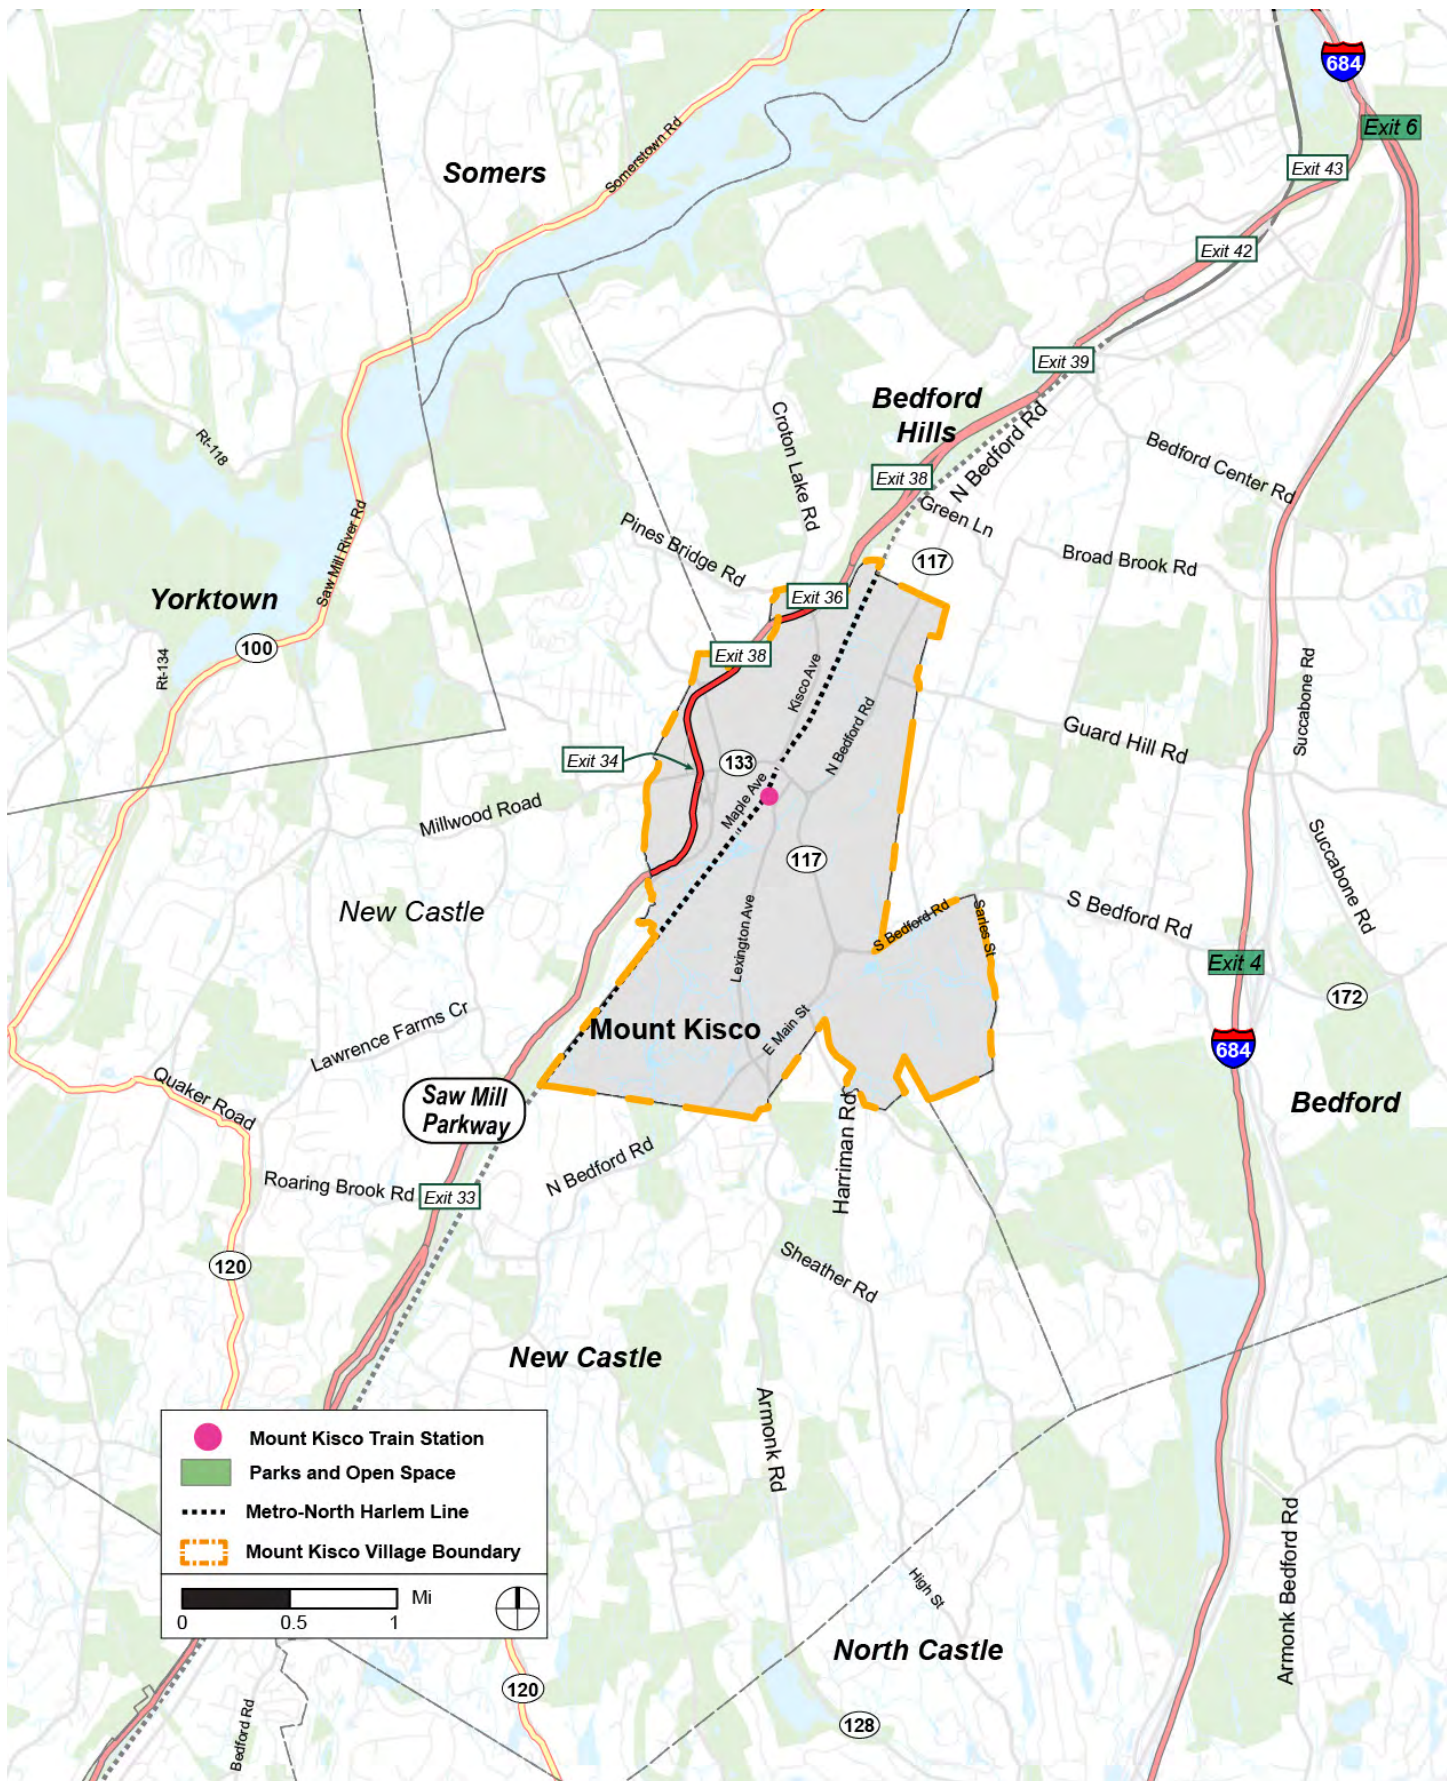 684
Exit 6
Somerstown Rd
Exit 43
Somers
Exit 42
Exit 39
Bedford
Hills
Croton Lake Rd
N Bedford Rd
Rt-118
Bedford Center Rd
Exit 38
Green Ln
Pines Bridge Rd
Saw Mill River Rd
117
Broad Brook Rd
Yorktown
Exit 36
100
Rt-134
Exit 38
Kisco Ave
Succabone Rd
N Bedford Rd
Guard Hill Rd
Exit 34
133
Maple Ave
Millwood Road
117
Succabone Rd
New Castle
S Bedford Rd
S Bedford Rd
Sarles St
Lexington Ave
Exit 4
172
Mount Kisco
E Main St
Lawrence Farms Cr
684
Quaker Road
Saw Mill
Parkway
Bedford
Harriman Rd
N Bedford Rd
Roaring Brook Rd
Exit 33
120
Sheather Rd
New Castle
Armonk Rd
Mount Kisco Train Station
Parks and Open Space
Metro-North Harlem Line
Mount Kisco Village Boundary
Mi
0
0.5
1
High St
Armonk Bedford Rd
North Castle
120
128
Bedford Rd